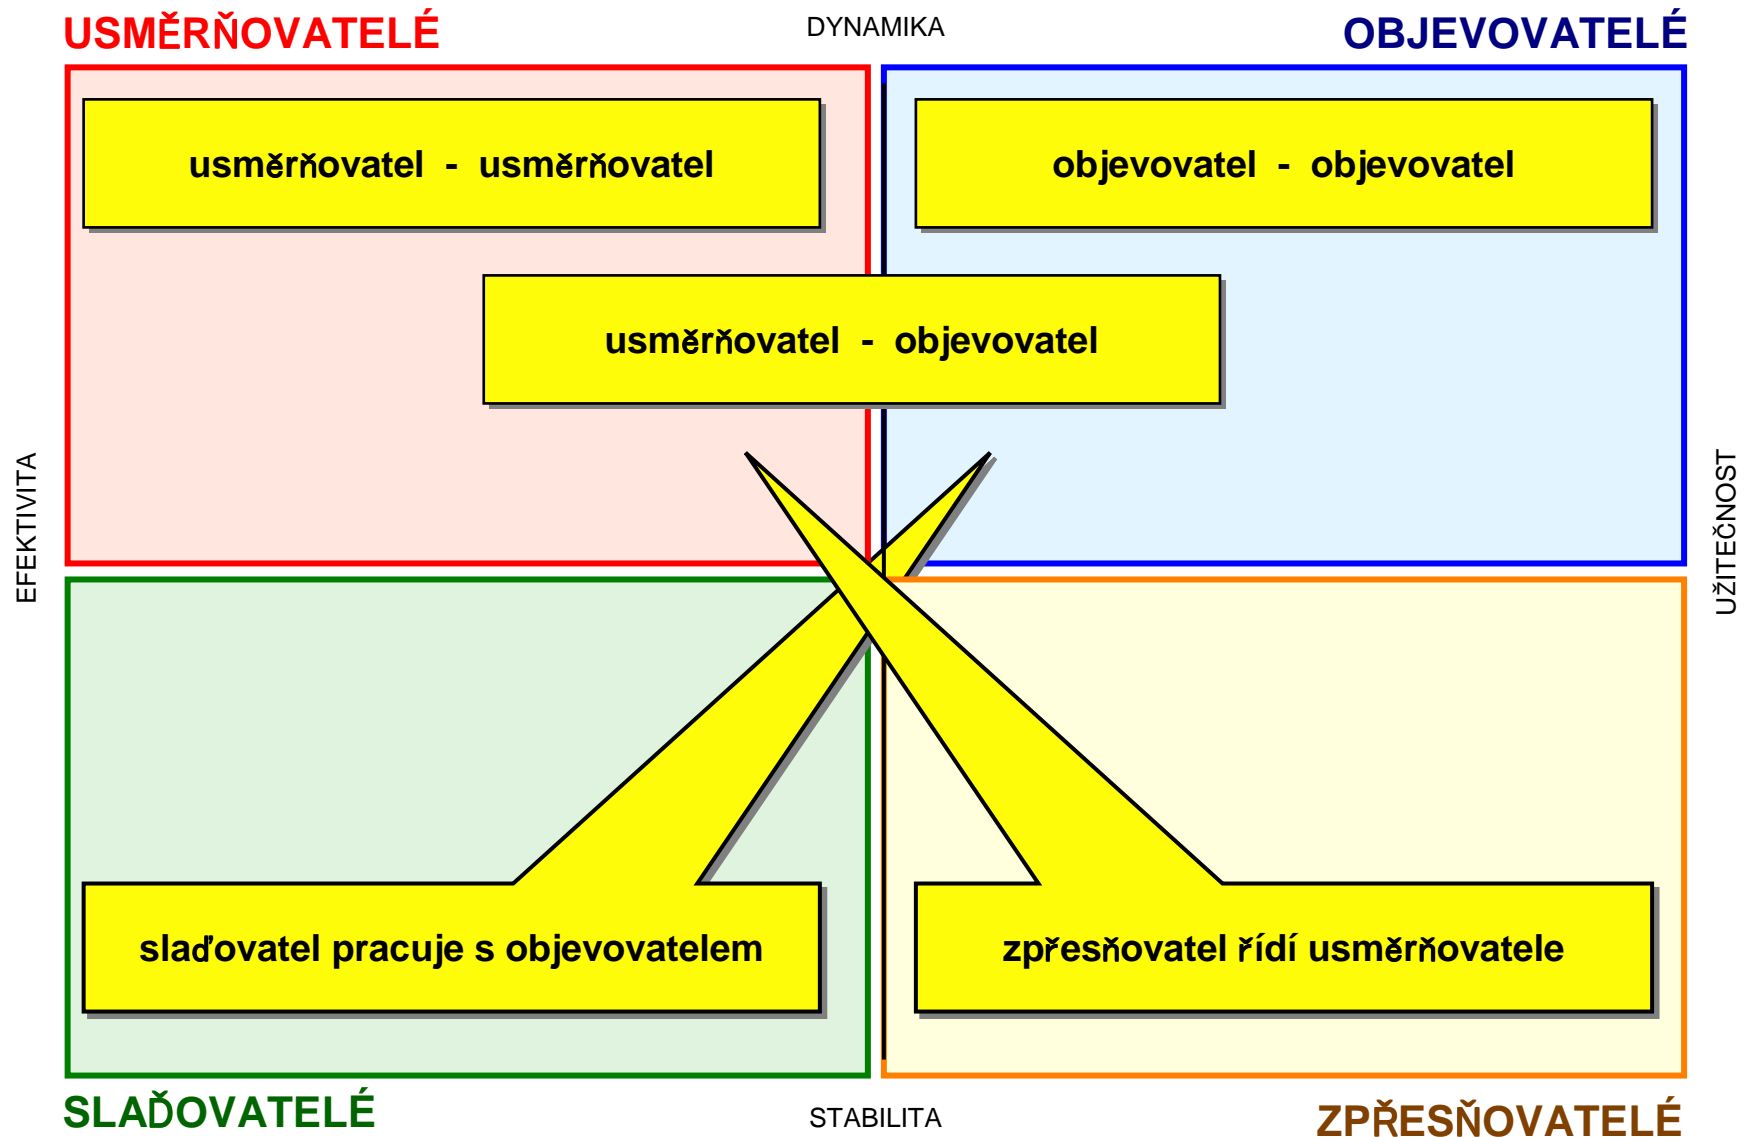 USMĚRŇOVATELÉ
DYNAMIKA
OBJEVOVATELÉ
usměrňovatel - usměrňovatel
objevovatel - objevovatel
usměrňovatel - objevovatel
EFEKTIVITA
UŽITEČNOST
slaďovatel pracuje s objevovatelem
zpřesňovatel řídí usměrňovatele
SLAĎOVATELÉ
STABILITA
ZPŘESŇOVATELÉ